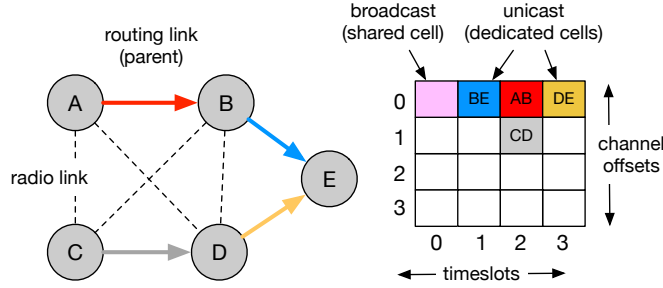 routing link
(parent)
A
B
radio link
E
C
D
broadcast
(shared cell)
unicast
(dedicated cells)
0
BE
AB
DE
1
CD
channel
offsets
2
3
0
1
2
3
timeslots